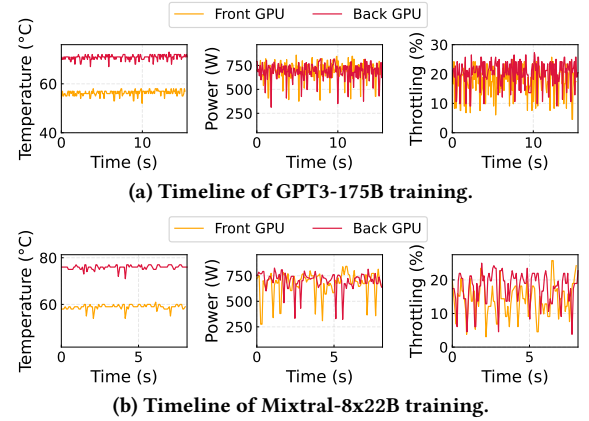 Front GPU Back GPU
Temperature (°C)
60
40
0 10
Time (s)
Power (W)
750
500
250
0 10
Time (s)
Throttling (%)
30
20
10
0
0 10
Time (s)
(a) Timeline of GPT3-175B training.
Front GPU Back GPU
Temperature (°C)
80
60
0 5
Time (s)
Power (W)
750
500
250
0 5
Time (s)
Throttling (%)
20
10
0
0 5
Time (s)
(b) Timeline of Mixtral-8x22B training.